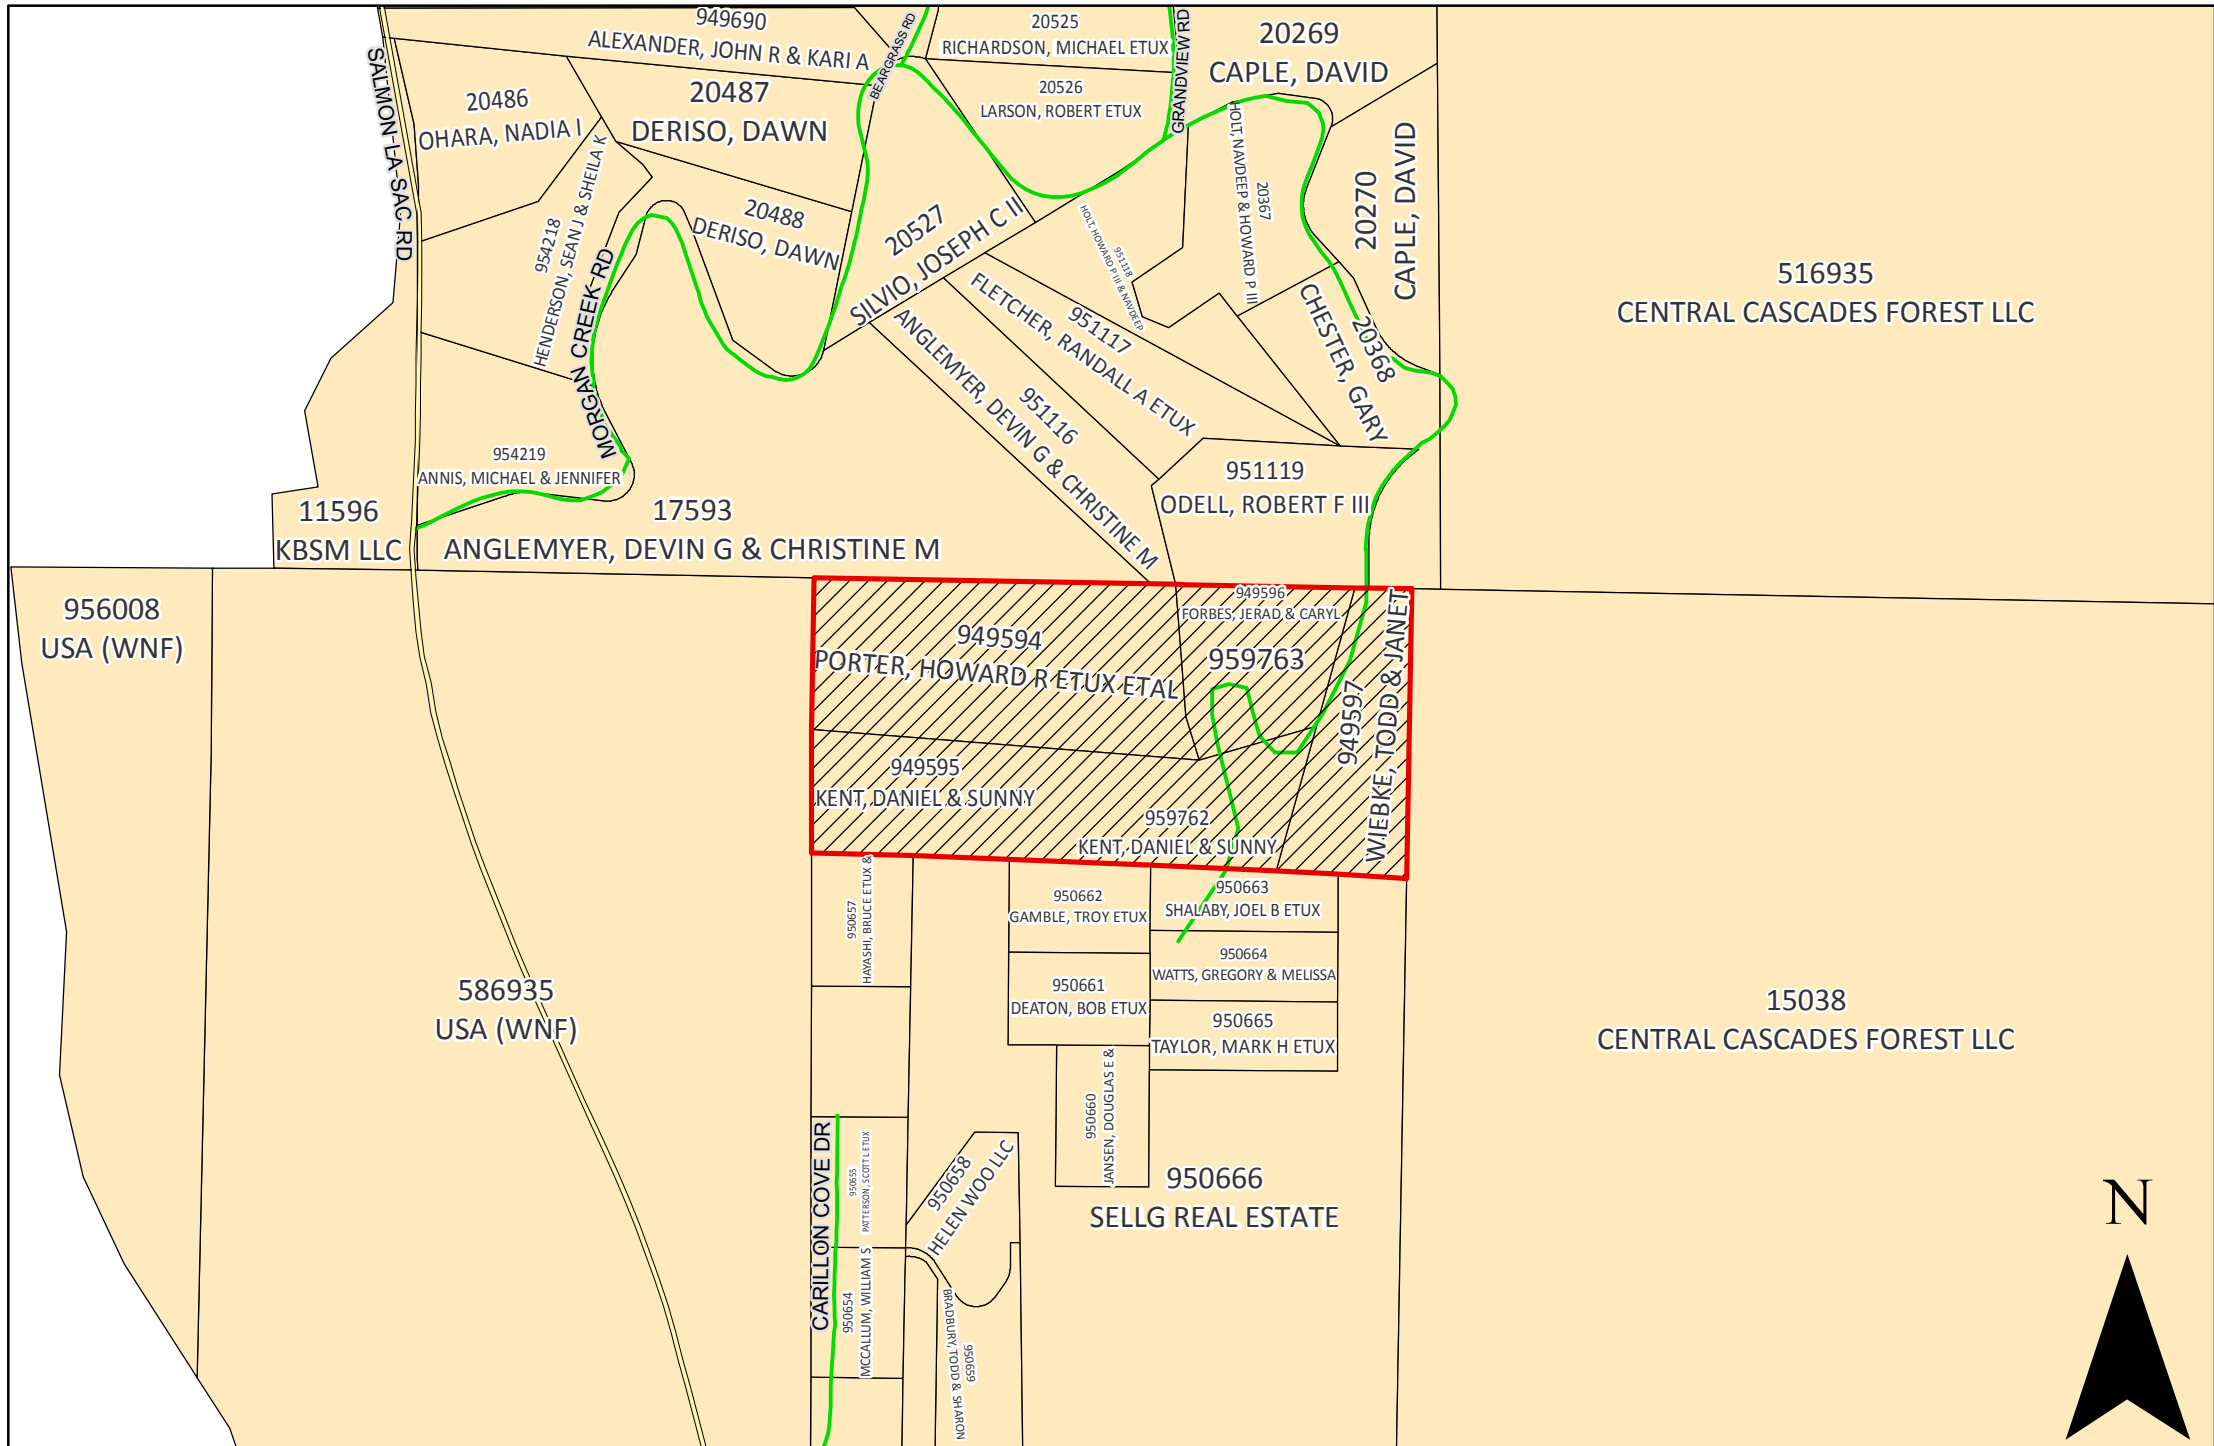 949690
ALEXANDER, JOHN R & KARI A
BEARGRASS RD
20525
RICHARDSON, MICHAEL ETUX
GRANDVIEW RD
20269
CAPLE, DAVID
SALMON LA SAC RD
20486
OHARA, NADIA I
20487
DERISO, DAWN
20526
LARSON, ROBERT ETUX
954218
HENDERSON, SEAN J & SHEILA K
20488
DERISO, DAWN
20527
SILVIO, JOSEPH C II
951118
HOLT, HOWARD P III & NAVDEEP
20367
HOLT, NAVDEEP & HOWARD P III
20270
CAPLE, DAVID
516935
CENTRAL CASCADES FOREST LLC
MORGAN CREEK RD
951117
FLETCHER, RANDALL A ETUX
20368
CHESTER, GARY
951116
ANGLEMYER, DEVIN G & CHRISTINE M
954219
ANNIS, MICHAEL & JENNIFER
951119
ODELL, ROBERT F III
11596
KBSM LLC
17593
ANGLEMYER, DEVIN G & CHRISTINE M
956008
USA (WNF)
949594
PORTER, HOWARD R ETUX ETAL
949596
FORBES, JERAD & CARYL
959763
949597
WIEBKE, TODD & JANET
949595
KENT, DANIEL & SUNNY
959762
KENT, DANIEL & SUNNY
950657
HAYASHI, BRUCE ETUX &
950662
GAMBLE, TROY ETUX
950663
SHALABY, JOEL B ETUX
950664
WATTS, GREGORY & MELISSA
950661
DEATON, BOB ETUX
950665
TAYLOR, MARK H ETUX
586935
USA (WNF)
15038
CENTRAL CASCADES FOREST LLC
950660
JANSEN, DOUGLAS E &
CARILLON COVE DR
950655
PATTERSON, SCOTT L ETUX
950658
HELEN WOO LLC
950666
SELLG REAL ESTATE
950654
MCCALLUM, WILLIAM S
950659
BRADBURY, TODD & SHARON
N